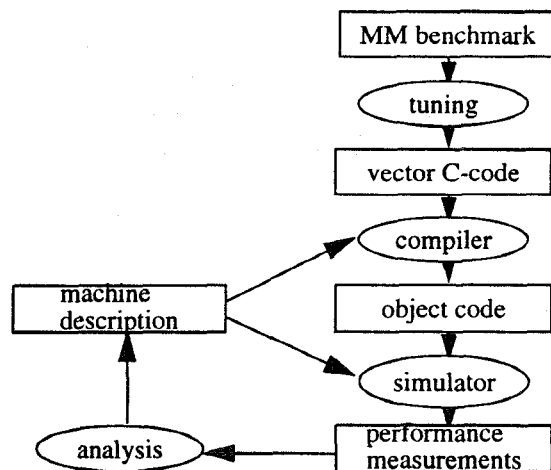 MM benchmark
tuning
vector C-code
compiler
machine
description
object code
simulator
analysis
performance
measurements